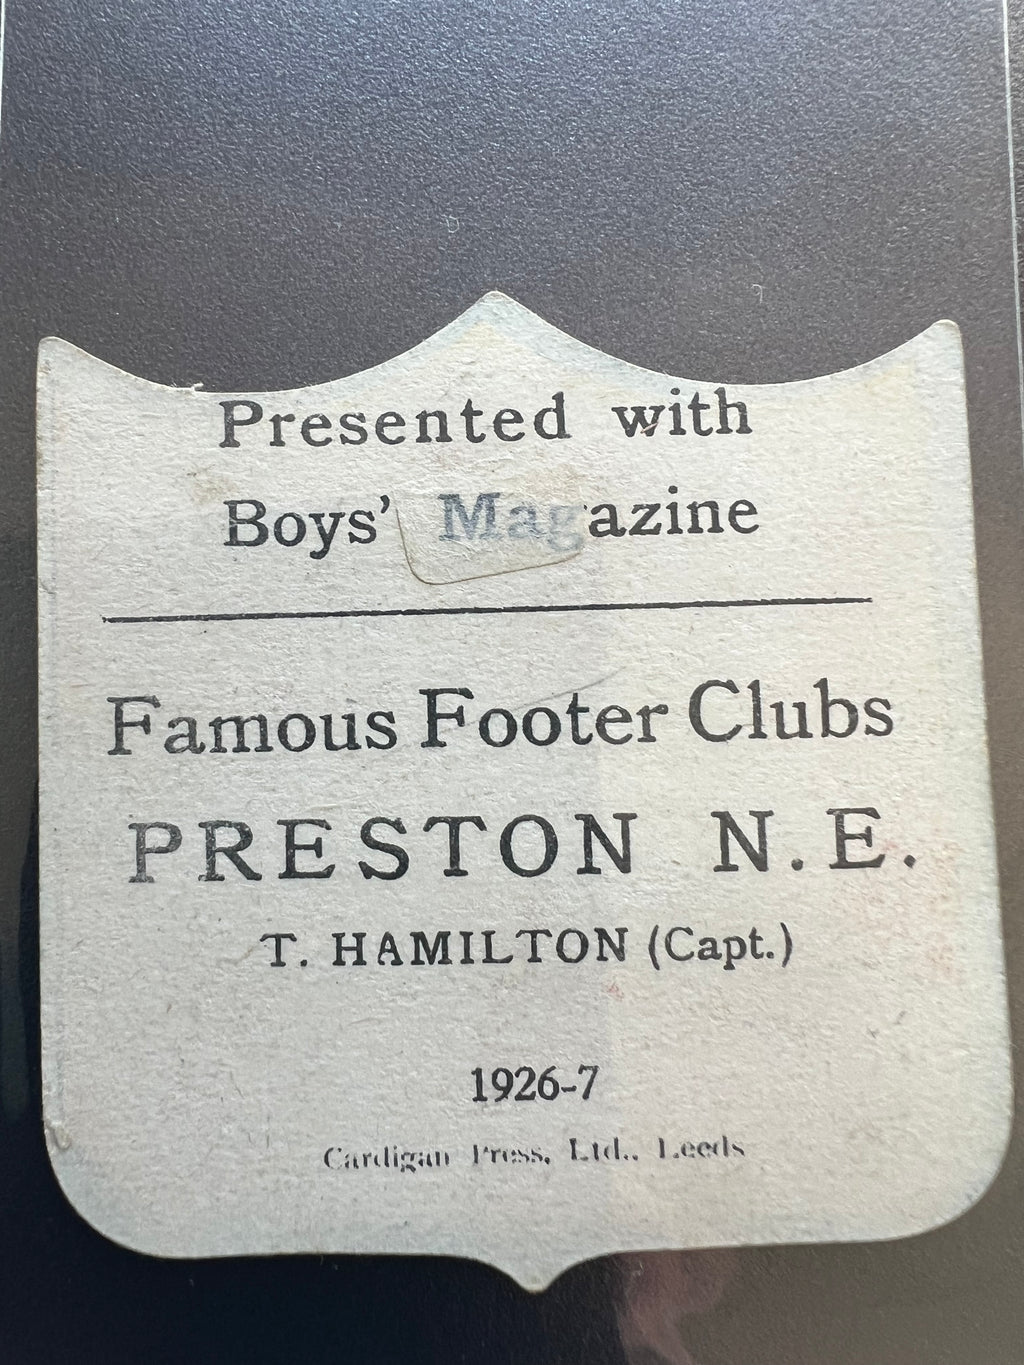 Presented with
Boys' Magazine
Famous Footer Clubs
PRESTON N.E.
T. HAMILTON (Capt.)
1926-7
Cardigan Press, Ltd., Leeds